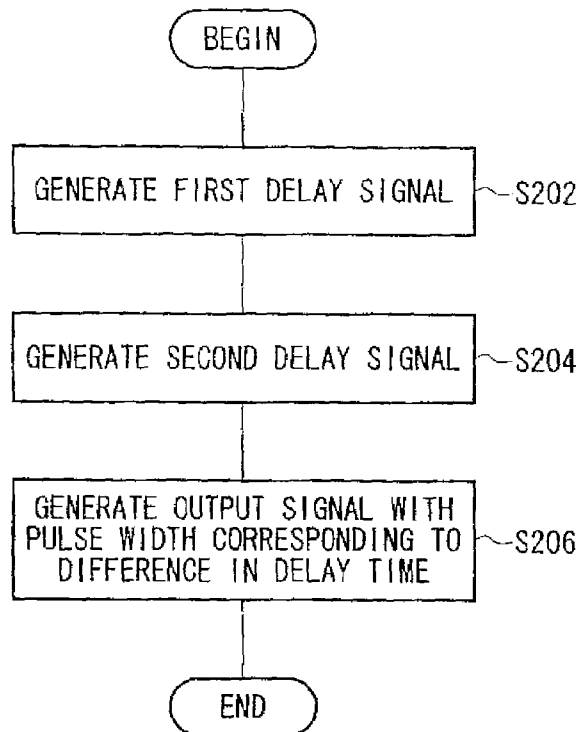 BEGIN
GENERATE FIRST DELAY SIGNAL
S202
GENERATE SECOND DELAY SIGNAL
S204
GENERATE OUTPUT SIGNAL WITH
PULSE WIDTH CORRESPONDING TO
DIFFERENCE IN DELAY TIME
S206
END